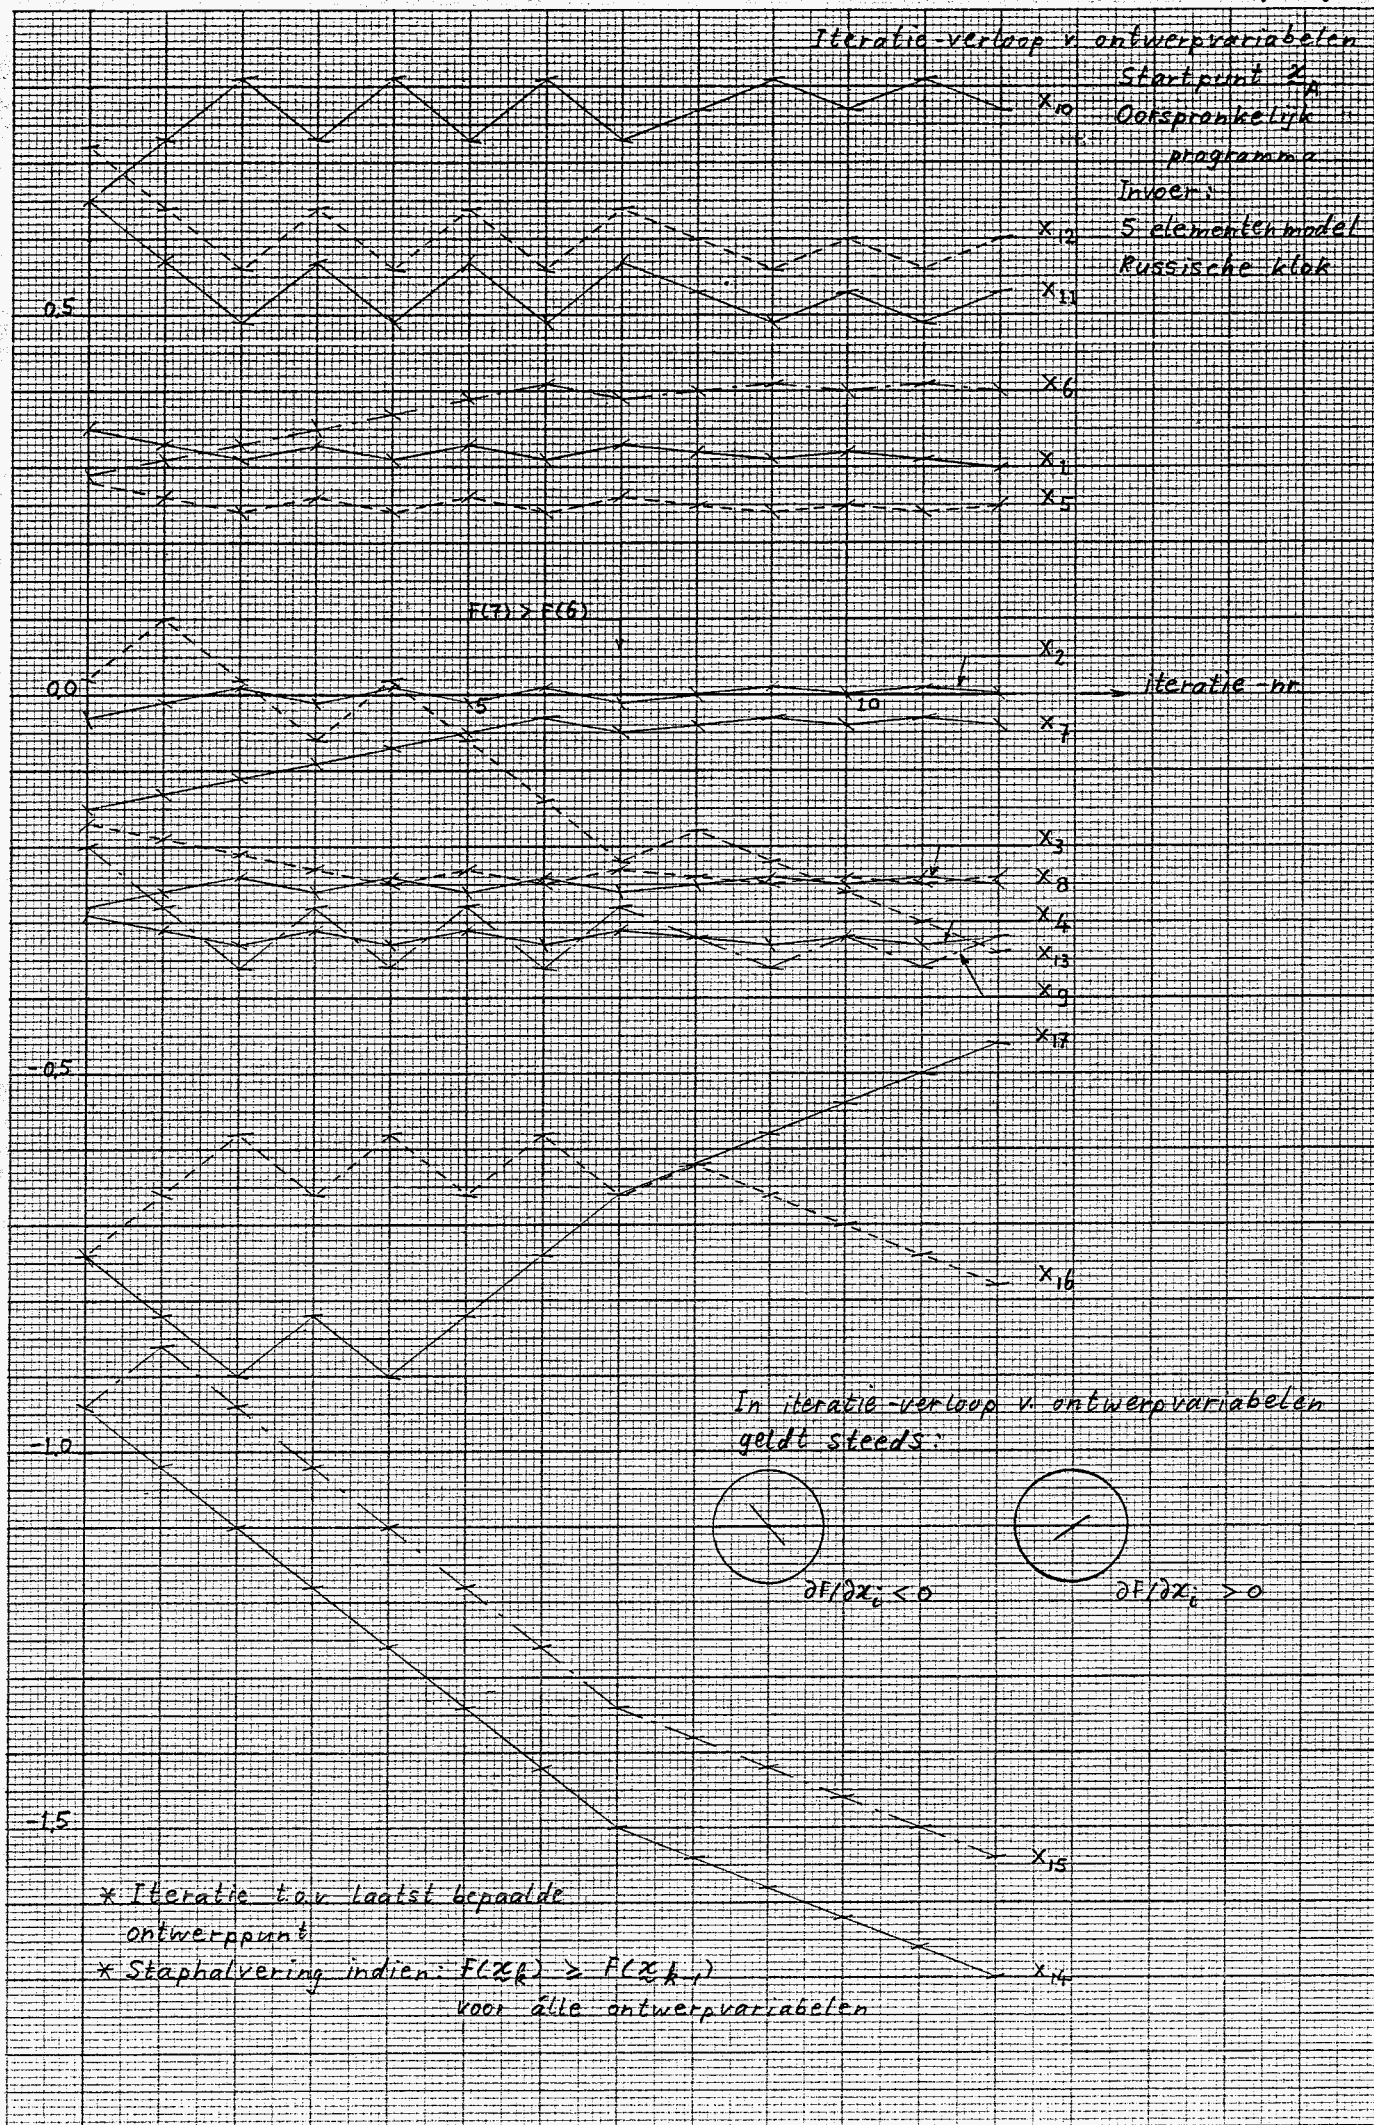 Iteratie-verloop v. ontwerpvariabelen
Startpunt x_A
Oorspronkelijk
programma
Invoer:
5 elementenmodel
Russische klok
x10
x12
x11
0,5
x6
x1
x5
F(7) > F(6)
x2
0,0
5
10
iteratie-nr
x7
x3
x8
x4
x13
x9
x17
-0,5
x16
In iteratie-verloop v. ontwerpvariabelen
geldt steeds:
-1,0
∂F/∂x_i < 0
∂F/∂x_i > 0
-1,5
x15
* Iteratie t.o.v. laatst bepaalde
ontwerppunt
* Staphalvering indien: F(x_k) ≥ F(x_k-1)
x14
voor álle ontwerpvariabelen